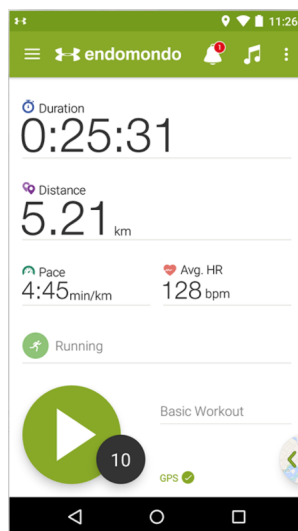 11:26
endomondo
1
Duration
0:25:31
Distance
5.21 km
Pace
4:45min/km
Avg. HR
128 bpm
Running
10
Basic Workout
GPS